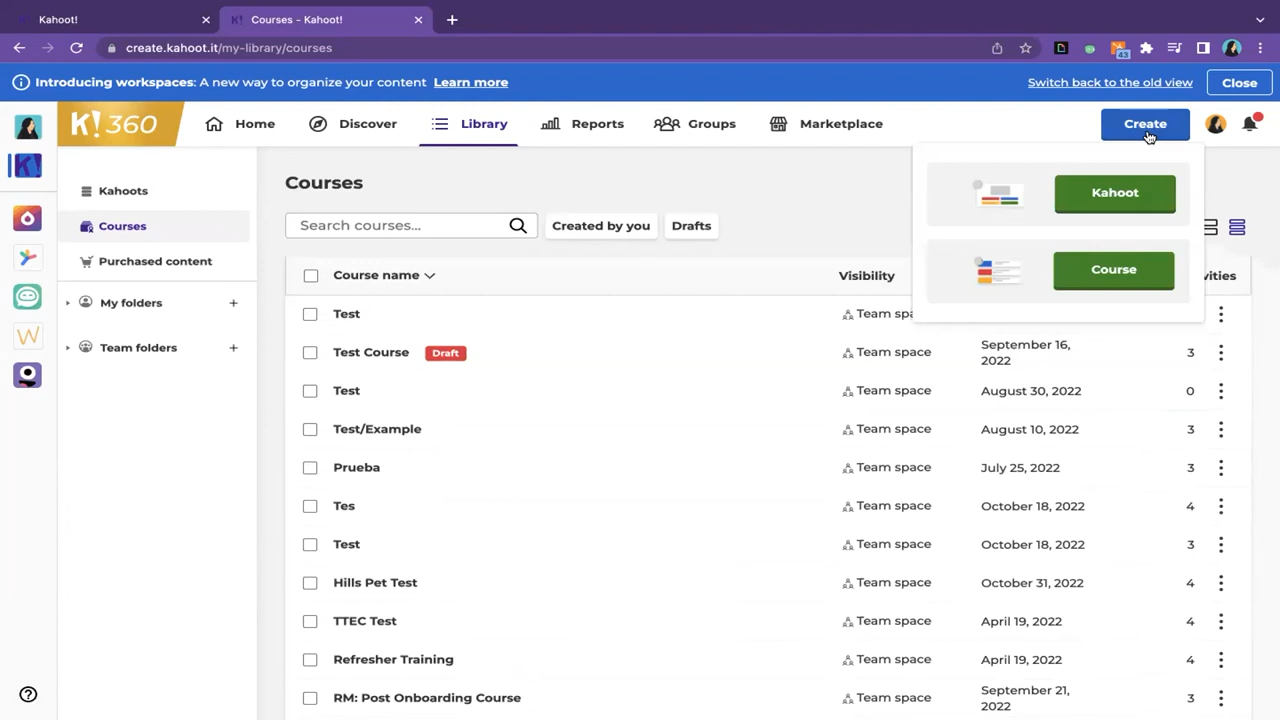 Kahoot!
Courses - Kahoot!
create.kahoot.it/my-library/courses
Introducing workspaces: A new way to organize your content Learn more
Switch back to the old view
Close
K! 360
Home
Discover
Library
Reports
Groups
Marketplace
Create
K!
Kahoots
Courses
Purchased content
My folders
Team folders
Courses
Search courses...
Created by you
Drafts
Kahoot
Course
Course name
Visibility
vities
Test
Team spa
Test Course Draft Team space September 16, 2022 3
Test Team space August 30, 2022 0
Test/Example Team space August 10, 2022 3
Prueba Team space July 25, 2022 3
Tes Team space October 18, 2022 4
Test Team space October 18, 2022 3
Hills Pet Test Team space October 31, 2022 4
TTEC Test Team space April 19, 2022 4
Refresher Training Team space April 19, 2022 4
RM: Post Onboarding Course Team space September 21, 2022 3